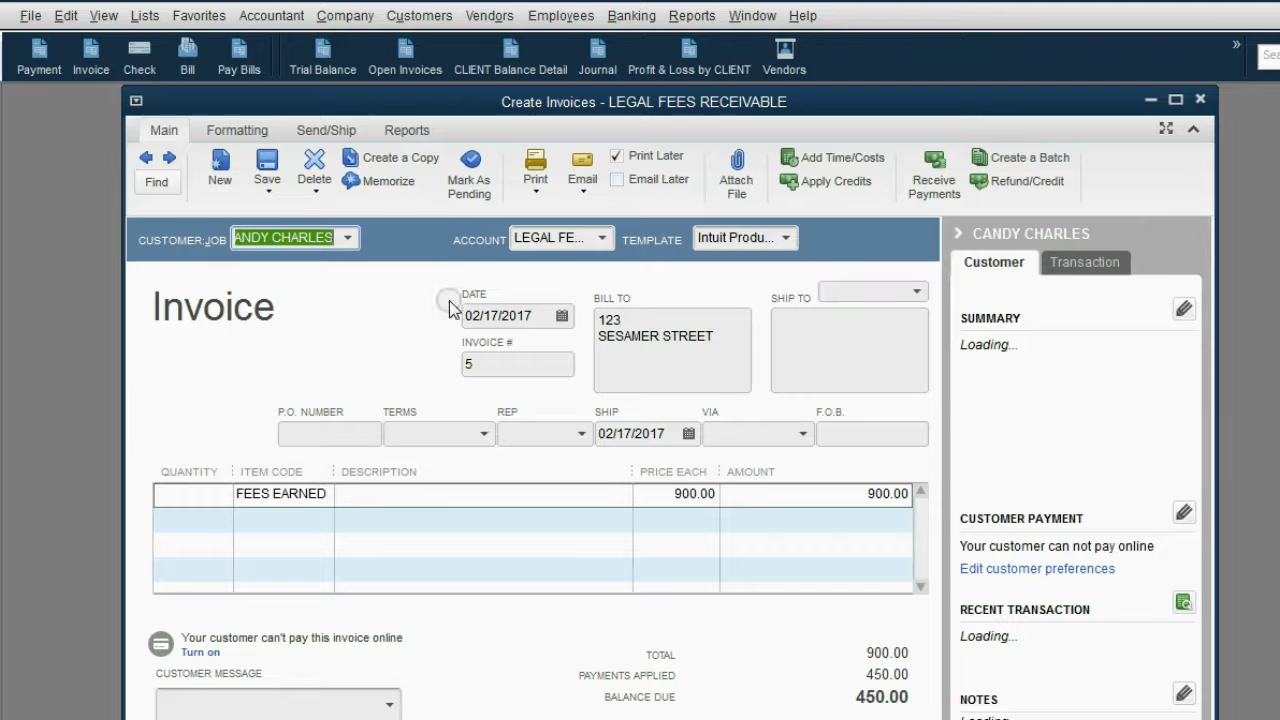 File Edit View Lists Favorites Accountant Company Customers Vendors Employees Banking Reports Window Help
Payment Invoice Check Bill Pay Bills Trial Balance Open Invoices CLIENT Balance Detail Journal Profit & Loss by CLIENT Vendors » Sea
Create Invoices - LEGAL FEES RECEIVABLE
Main Formatting Send/Ship Reports
Find New Save Delete Create a Copy
Memorize Mark As
Pending Print Email Print Later
Email Later Attach
File Add Time/Costs
Apply Credits Receive
Payments Create a Batch
Refund/Credit
CUSTOMER:JOB ANDY CHARLES ACCOUNT LEGAL FE... TEMPLATE Intuit Produ...
Invoice
DATE
02/17/2017
INVOICE #
5
BILL TO
123
SESAMER STREET
SHIP TO
P.O. NUMBER TERMS REP SHIP VIA F.O.B.
02/17/2017
QUANTITY ITEM CODE DESCRIPTION PRICE EACH AMOUNT
FEES EARNED 900.00 900.00
Your customer can't pay this invoice online
Turn on
CUSTOMER MESSAGE
TOTAL 900.00
PAYMENTS APPLIED 450.00
BALANCE DUE 450.00
CANDY CHARLES
Customer Transaction
SUMMARY
Loading...
CUSTOMER PAYMENT
Your customer can not pay online
Edit customer preferences
RECENT TRANSACTION
Loading...
NOTES
Loading...